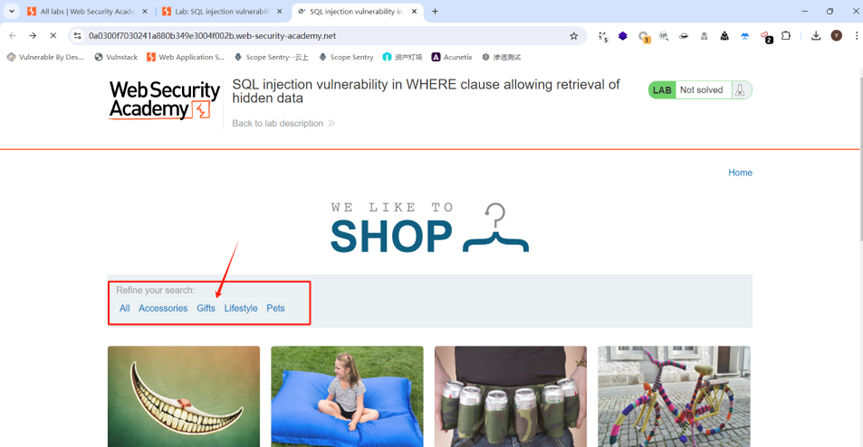 All labs | Web Security Acade
Lab: SQL injection vulnerabili
SQL injection vulnerability in
0a0300f7030241a880b349e3004f002b.web-security-academy.net
Vulnerable By Des...
Vulnstack
Web Application S...
Scope Sentry--云上
Scope Sentry
资产灯塔
Acunetix
渗透测试
Web Security
Academy
SQL injection vulnerability in WHERE clause allowing retrieval of
hidden data
Back to lab description
LAB Not solved
Home
WE LIKE TO
SHOP
Refine your search:
All Accessories Gifts Lifestyle Pets